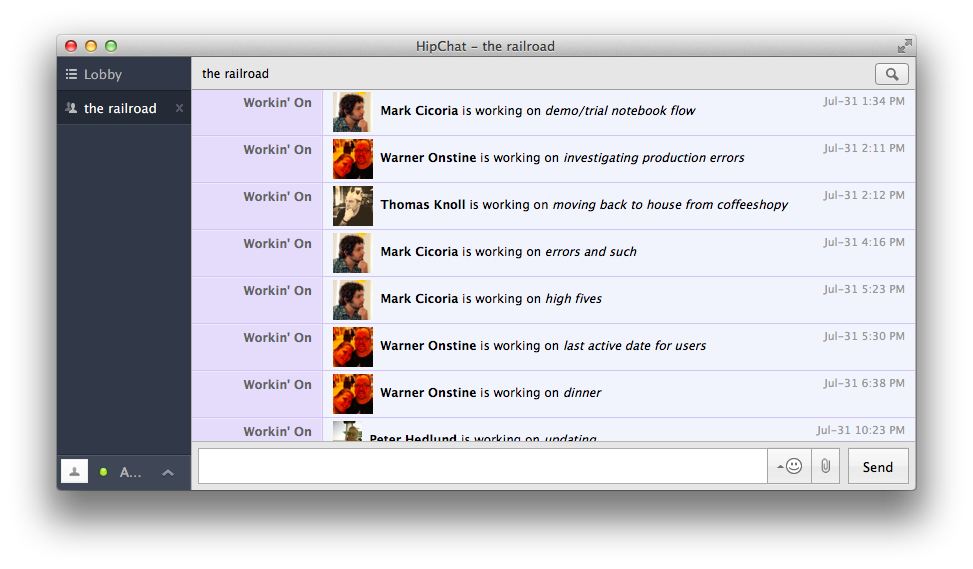 HipChat – the railroad
Lobby
the railroad x
the railroad
Workin' On Mark Cicoria is working on demo/trial notebook flow Jul-31 1:34 PM
Workin' On Warner Onstine is working on investigating production errors Jul-31 2:11 PM
Workin' On Thomas Knoll is working on moving back to house from coffeeshopy Jul-31 2:12 PM
Workin' On Mark Cicoria is working on errors and such Jul-31 4:16 PM
Workin' On Mark Cicoria is working on high fives Jul-31 5:23 PM
Workin' On Warner Onstine is working on last active date for users Jul-31 5:30 PM
Workin' On Warner Onstine is working on dinner Jul-31 6:38 PM
Workin' On Peter Hedlund is working on updating Jul-31 10:23 PM
A...
Send